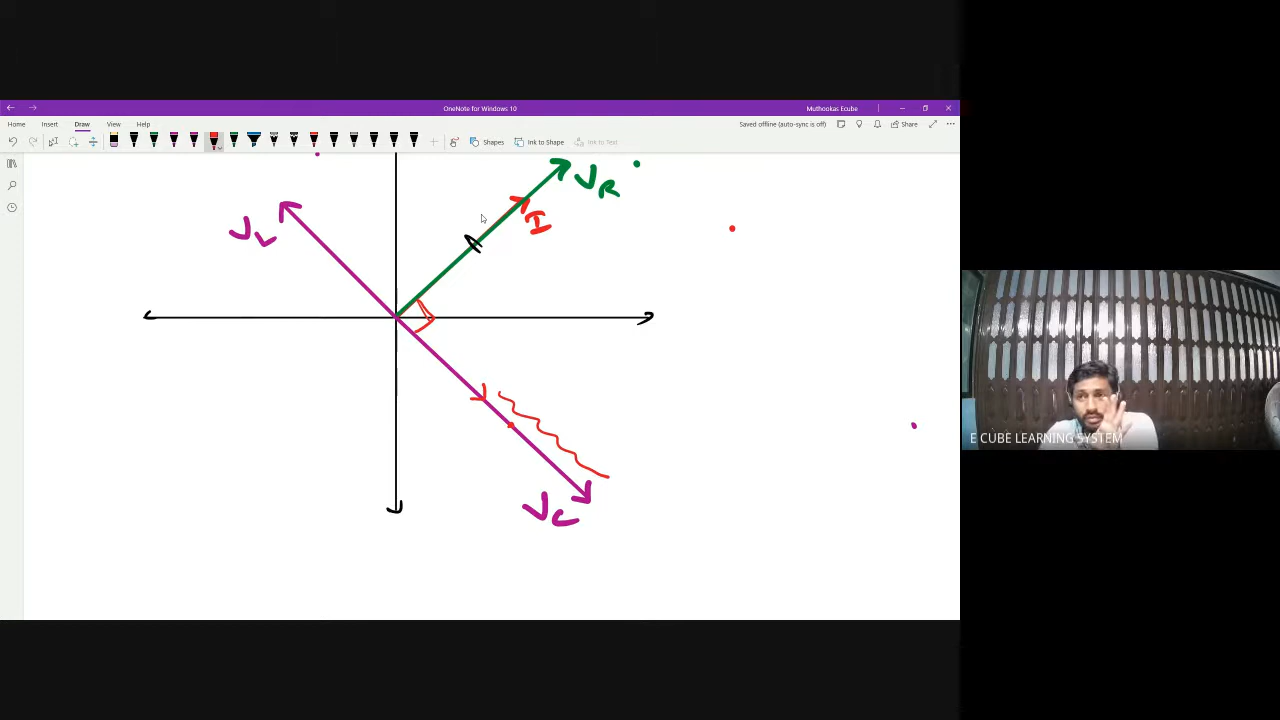 OneNote for Windows 10
Muthookas Ecube
Home Insert Draw View Help
Saved offline (auto-sync is off)
Share
Shapes
Ink to Shape
Ink to Text
VR
I
VL
VC
E CUBE LEARNING SYSTEM